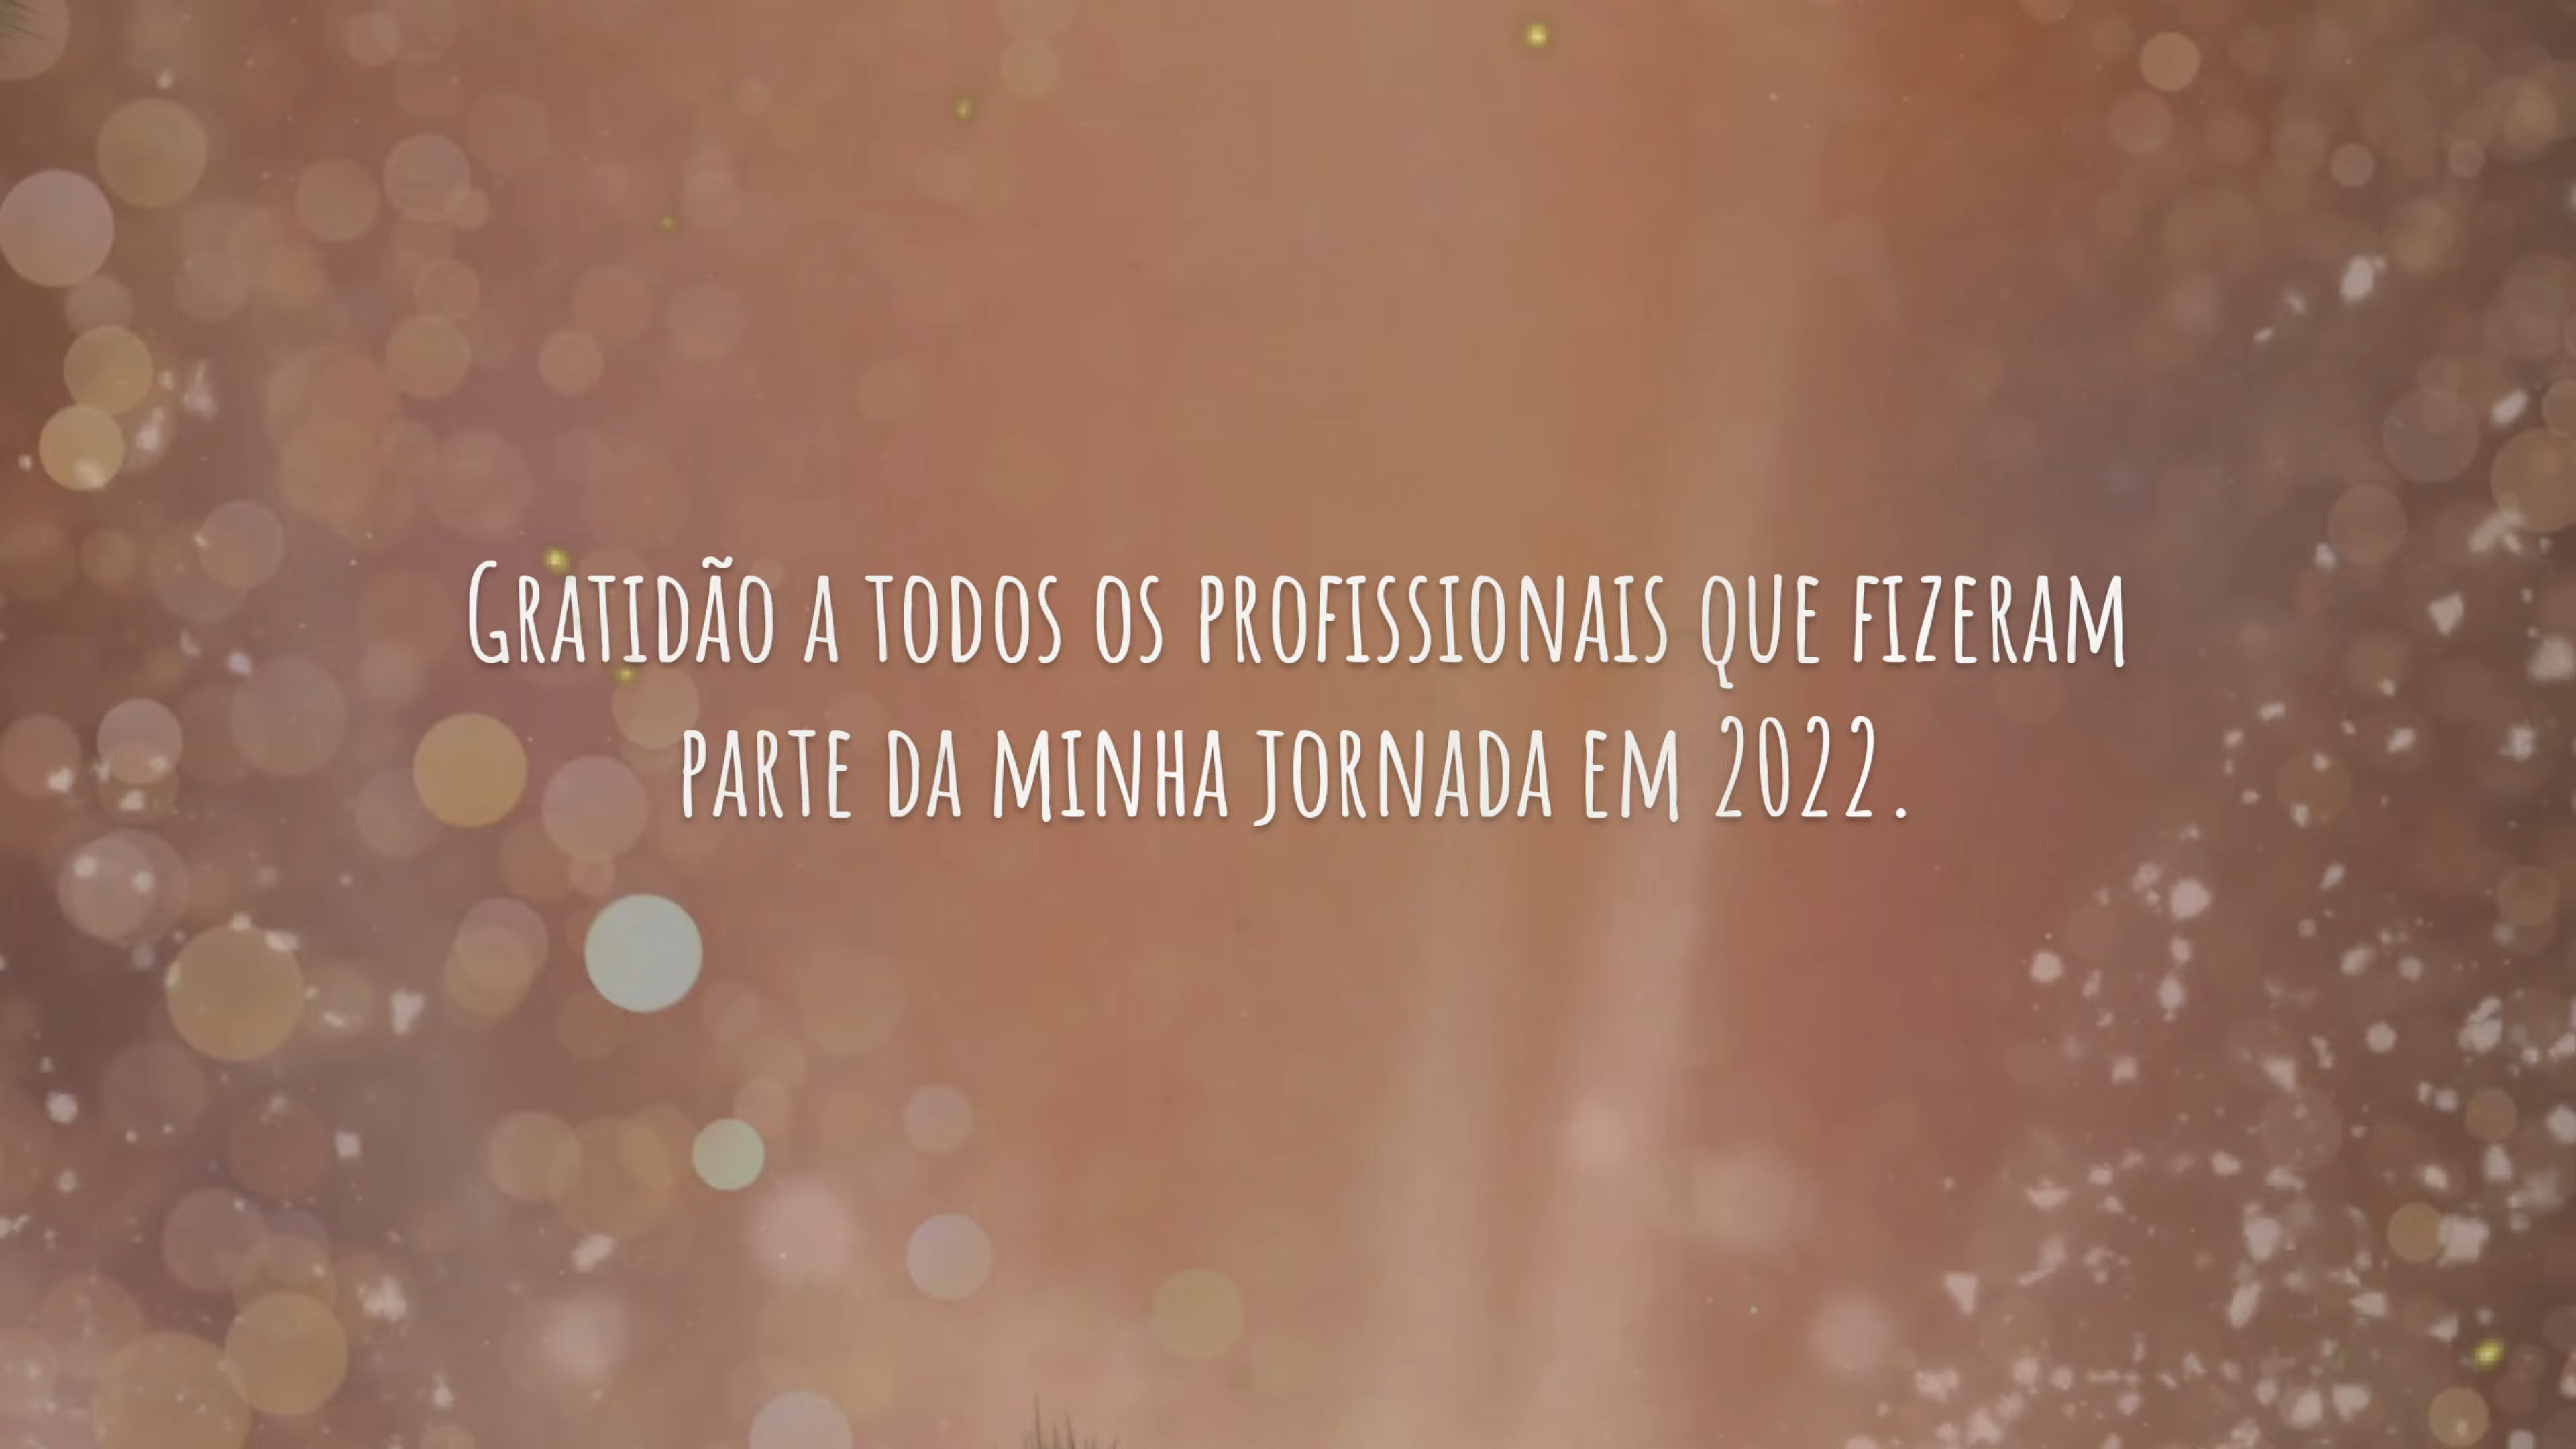 Gratidão a todos os profissionais que fizeram
parte da minha jornada em 2022.